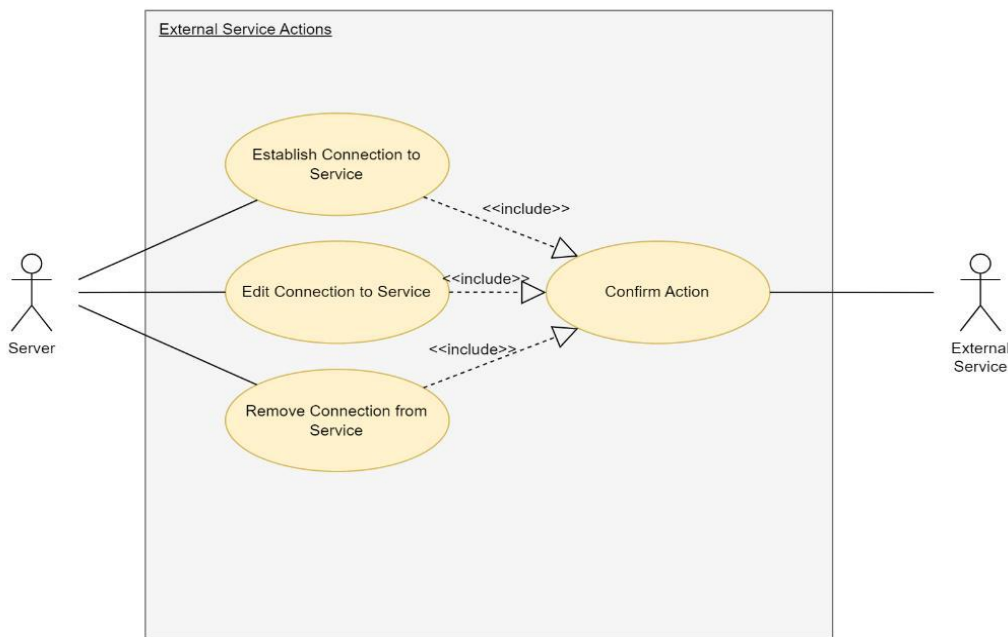 External Service Actions
Establish Connection to
Service
<<include>>
Edit Connection to Service
<<include>>
Confirm Action
Server
External
Service
<<include>>
Remove Connection from
Service